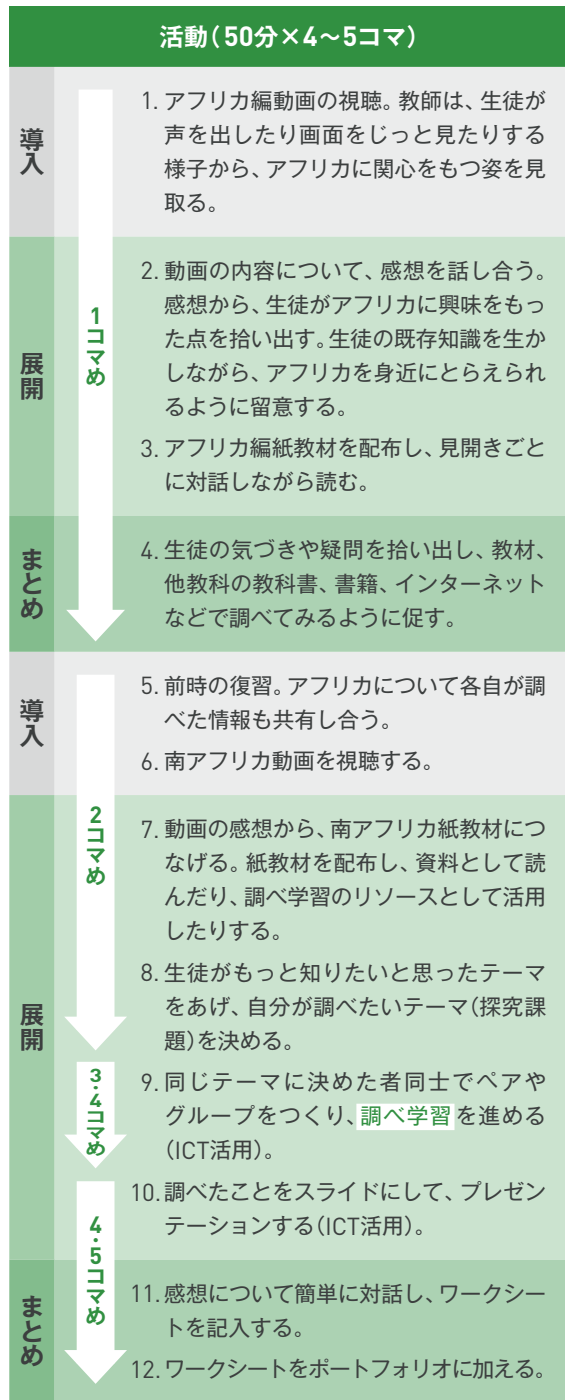 活動（50分×4〜5コマ）
導入
1コマめ
1. アフリカ編動画の視聴。教師は、生徒が
声を出したり画面をじっと見たりする
様子から、アフリカに関心をもつ姿を見
取る。
展開
2. 動画の内容について、感想を話し合う。
感想から、生徒がアフリカに興味をもっ
た点を拾い出す。生徒の既存知識を生か
しながら、アフリカを身近にとらえられ
るように留意する。
3. アフリカ編紙教材を配布し、見開きごと
に対話しながら読む。
まとめ
4. 生徒の気づきや疑問を拾い出し、教材、
他教科の教科書、書籍、インターネット
などで調べてみるように促す。
導入
2コマめ
5. 前時の復習。アフリカについて各自が調
べた情報も共有し合う。
6. 南アフリカ動画を視聴する。
展開
7. 動画の感想から、南アフリカ紙教材につ
なげる。紙教材を配布し、資料として読
んだり、調べ学習のリソースとして活用
したりする。
8. 生徒がもっと知りたいと思ったテーマ
をあげ、自分が調べたいテーマ（探究課
題）を決める。
3・4コマめ
9. 同じテーマに決めた者同士でペアや
グループをつくり、調べ学習を進める
（ICT活用）。
4・5コマめ
10. 調べたことをスライドにして、プレゼン
テーションする（ICT活用）。
まとめ
11. 感想について簡単に対話し、ワークシー
トを記入する。
12. ワークシートをポートフォリオに加える。